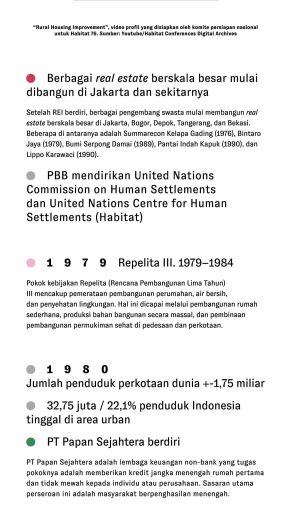 "Rural Housing Improvement", video profil yang disiapkan oleh komite persiapan nasional
untuk Habitat 76. Sumber: Youtube/Habitat Conferences Digital Archives
Berbagai real estate berskala besar mulai
dibangun di Jakarta dan sekitarnya
Setelah REI berdiri, berbagai pengembang swasta mulai membangun real
estate berskala besar di Jakarta, Bogor, Depok, Tangerang, dan Bekasi.
Beberapa di antaranya adalah Summarecon Kelapa Gading (1976), Bintaro
Jaya (1979), Bumi Serpong Damai (1989), Pantai Indah Kapuk (1990), dan
Lippo Karawaci (1990).
PBB mendirikan United Nations
Commission on Human Settlements
dan United Nations Centre for Human
Settlements (Habitat)
1979 Repelita III. 1979–1984
Pokok kebijakan Repelita (Rencana Pembangunan Lima Tahun)
III mencakup pemerataan pembangunan perumahan, air bersih,
dan penyehatan lingkungan. Hal ini dicapai melalui pembangunan rumah
sederhana, produksi bahan bangunan secara massal, dan pembinaan
pembangunan permukiman sehat di pedesaan dan perkotaan.
1980
Jumlah penduduk perkotaan dunia +-1,75 miliar
32,75 juta / 22,1% penduduk Indonesia
tinggal di area urban
PT Papan Sejahtera berdiri
PT Papan Sejahtera adalah lembaga keuangan non-bank yang tugas
pokoknya adalah memberikan kredit jangka menengah rumah pertama
dan tidak mewah kepada individu atau perusahaan. Sasaran utama
perseroan ini adalah masyarakat berpenghasilan menengah.